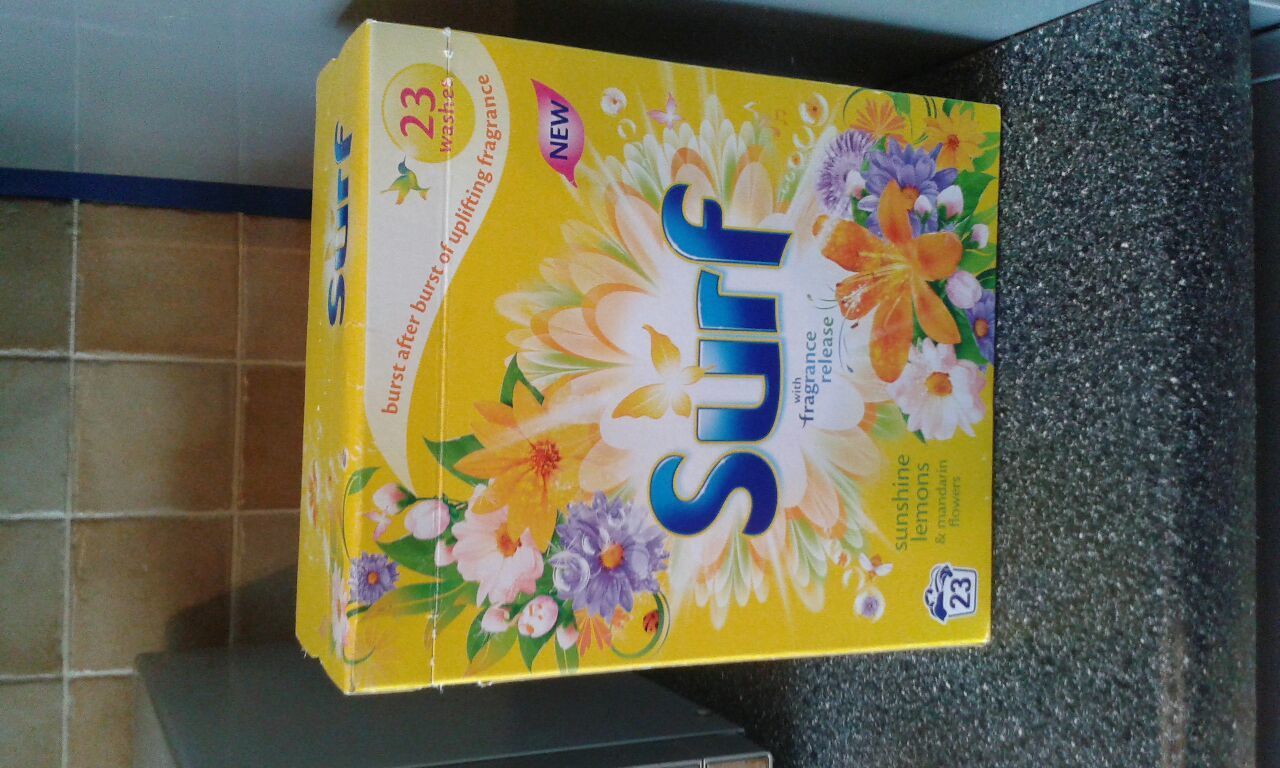 Surf
23
washes
burst after burst of uplifting fragrance
NEW
Surf
with
fragrance
release
sunshine
lemons
& mandarin
flowers
23